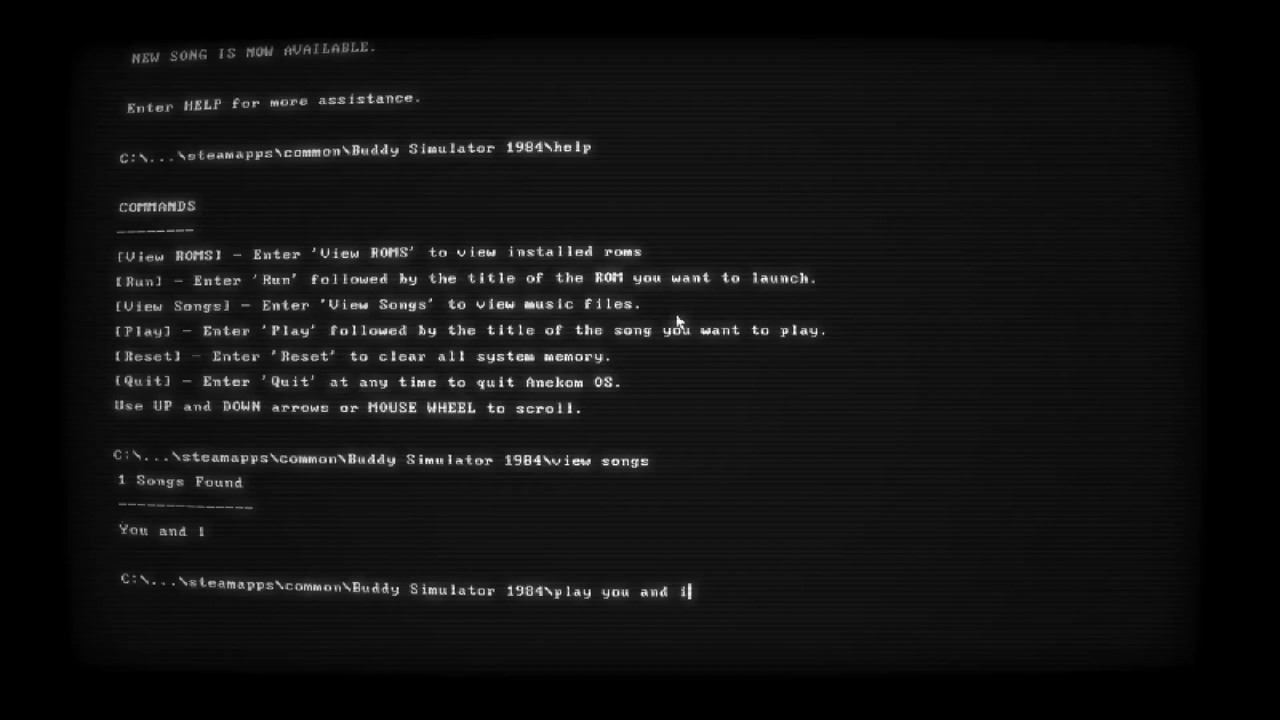 NEW SONG IS NOW AVAILABLE.
Enter HELP for more assistance.
C:\...\steamapps\common\Buddy Simulator 1984\help
COMMANDS
--------
[View ROMS] - Enter 'View ROMS' to view installed roms
[Run] - Enter 'Run' followed by the title of the ROM you want to launch.
[View Songs] - Enter 'View Songs' to view music files.
[Play] - Enter 'Play' followed by the title of the song you want to play.
[Reset] - Enter 'Reset' to clear all system memory.
[Quit] - Enter 'Quit' at any time to quit Anekom OS.
Use UP and DOWN arrows or MOUSE WHEEL to scroll.
C:\...\steamapps\common\Buddy Simulator 1984\view songs
1 Songs Found
--------------
You and I
C:\...\steamapps\common\Buddy Simulator 1984\play you and i